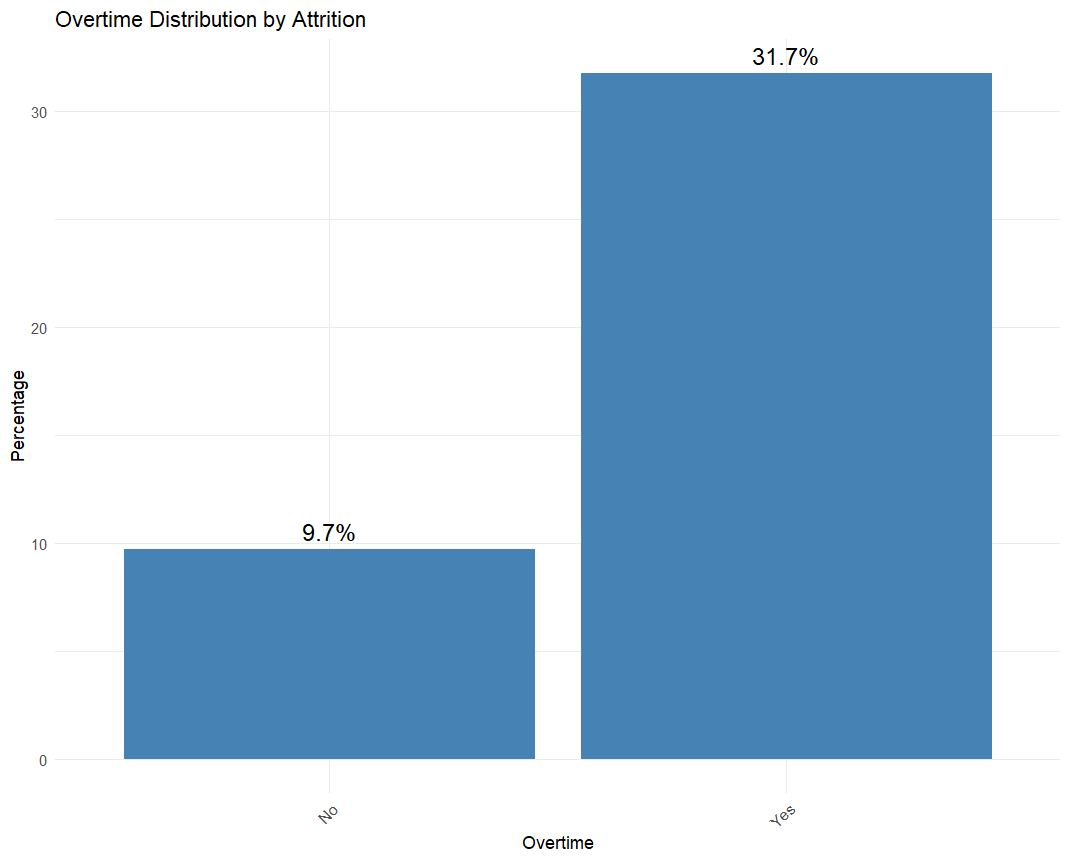 Overtime Distribution by Attrition
31.7%
30
20
Percentage
9.7%
10
0
No
Yes
Overtime